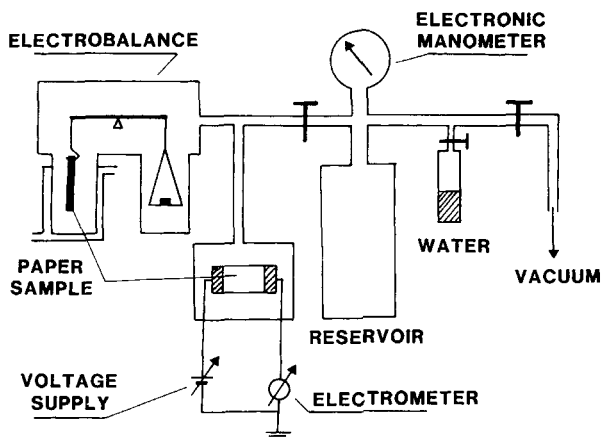 ELECTROBALANCE
ELECTRONIC
MANOMETER
PAPER
SAMPLE
WATER
VACUUM
RESERVOIR
VOLTAGE
SUPPLY
ELECTROMETER